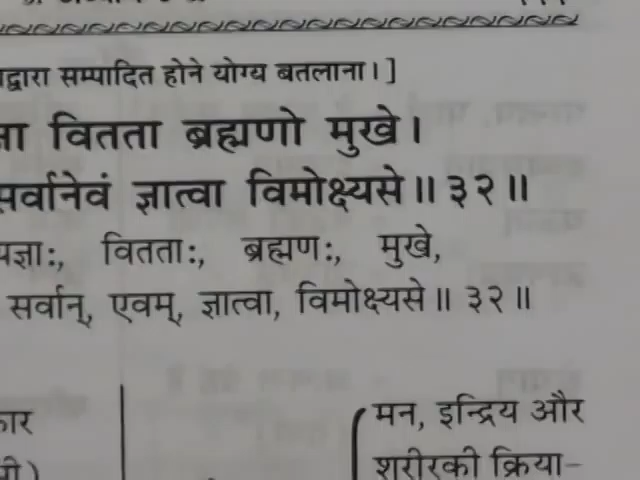 द्वारा सम्पादित होने योग्य बतलाना।]
वितता ब्रह्मणो मुखे।
सर्वानेवं ज्ञात्वा विमोक्ष्यसे॥ ३२॥
यज्ञाः, वितताः, ब्रह्मणः, मुखे,
सर्वान्, एवम्, ज्ञात्वा, विमोक्ष्यसे॥ ३२॥
मन, इन्द्रिय और
शरीरकी क्रिया-